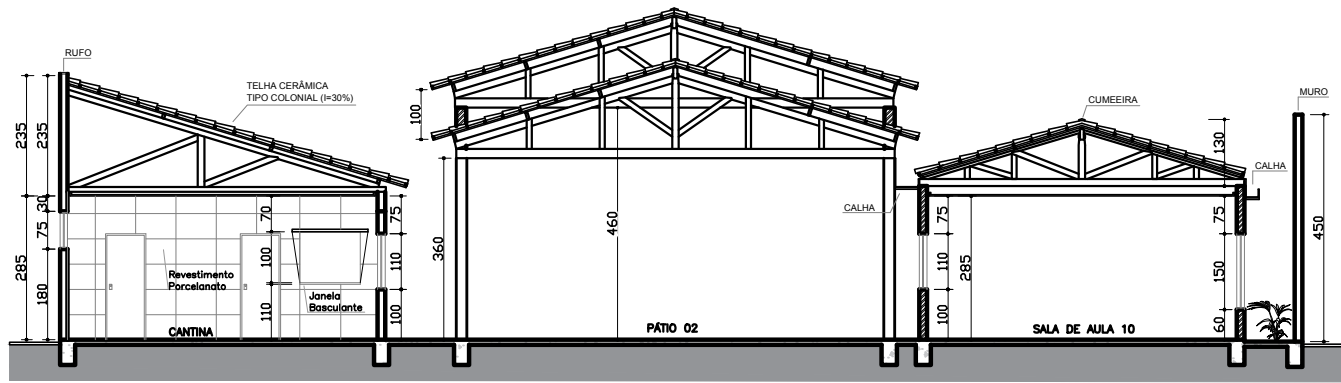 RUFO
TELHA CERÂMICA
TIPO COLONIAL (I=30%)
235
235
30
75
285
180
Revestimento
Porcelanato
CANTINA
70
100
110
Janela
Basculante
75
110
100
100
360
460
PÁTIO 02
CALHA
CUMEEIRA
130
75
110
100
285
SALA DE AULA 10
75
150
60
CALHA
MURO
450